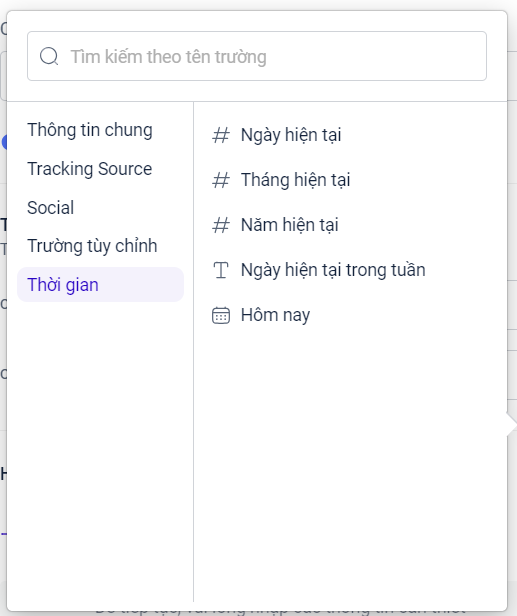 Tìm kiếm theo tên trường
Thông tin chung
Tracking Source
Social
Trường tùy chỉnh
Thời gian
Ngày hiện tại
Tháng hiện tại
Năm hiện tại
Ngày hiện tại trong tuần
Hôm nay